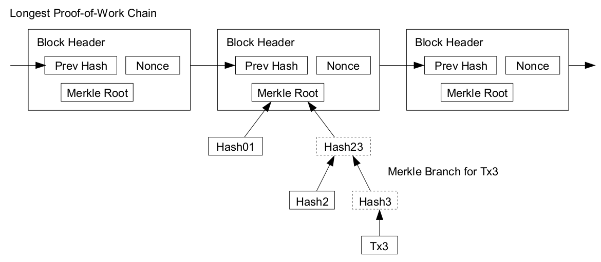 Longest Proof-of-Work Chain
Block Header
Block Header
Block Header
Prev Hash
Nonce
Prev Hash
Nonce
Prev Hash
Nonce
Merkle Root
Merkle Root
Merkle Root
Hash01
Hash23
Merkle Branch for Tx3
Hash2
Hash3
Tx3